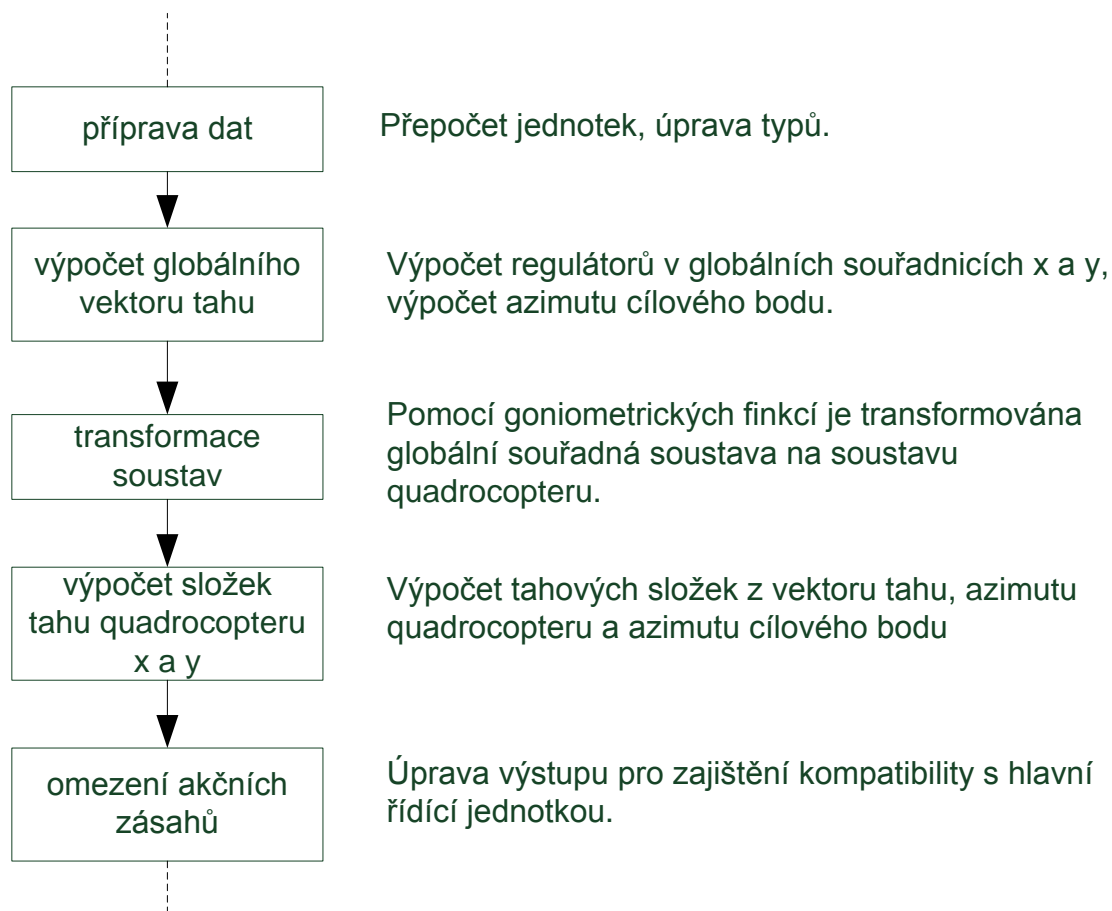 příprava dat
Přepočet jednotek, úprava typů.
výpočet globálního
vektoru tahu
Výpočet regulátorů v globálních souřadnicích x a y,
výpočet azimutu cílového bodu.
transformace
soustav
Pomocí goniometrických finkcí je transformována
globální souřadná soustava na soustavu
quadrocopteru.
výpočet složek
tahu quadrocopteru
x a y
Výpočet tahových složek z vektoru tahu, azimutu
quadrocopteru a azimutu cílového bodu
omezení akčních
zásahů
Úprava výstupu pro zajištění kompatibility s hlavní
řídící jednotkou.